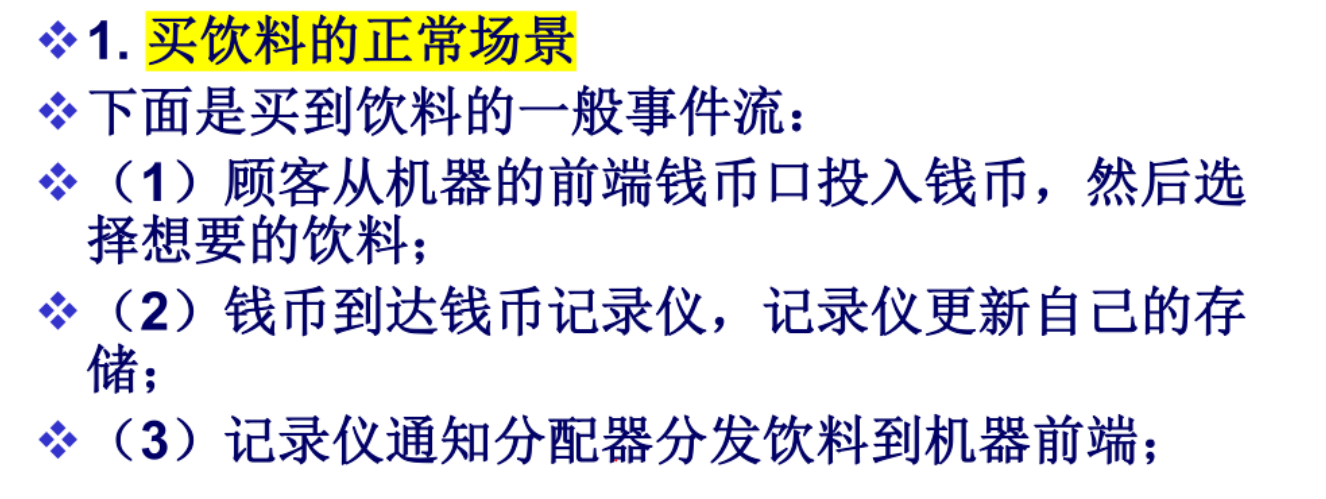 ❖1. 买饮料的正常场景
❖下面是买到饮料的一般事件流：
❖（1）顾客从机器的前端钱币口投入钱币，然后选
择想要的饮料；
❖（2）钱币到达钱币记录仪，记录仪更新自己的存
储；
❖（3）记录仪通知分配器分发饮料到机器前端；